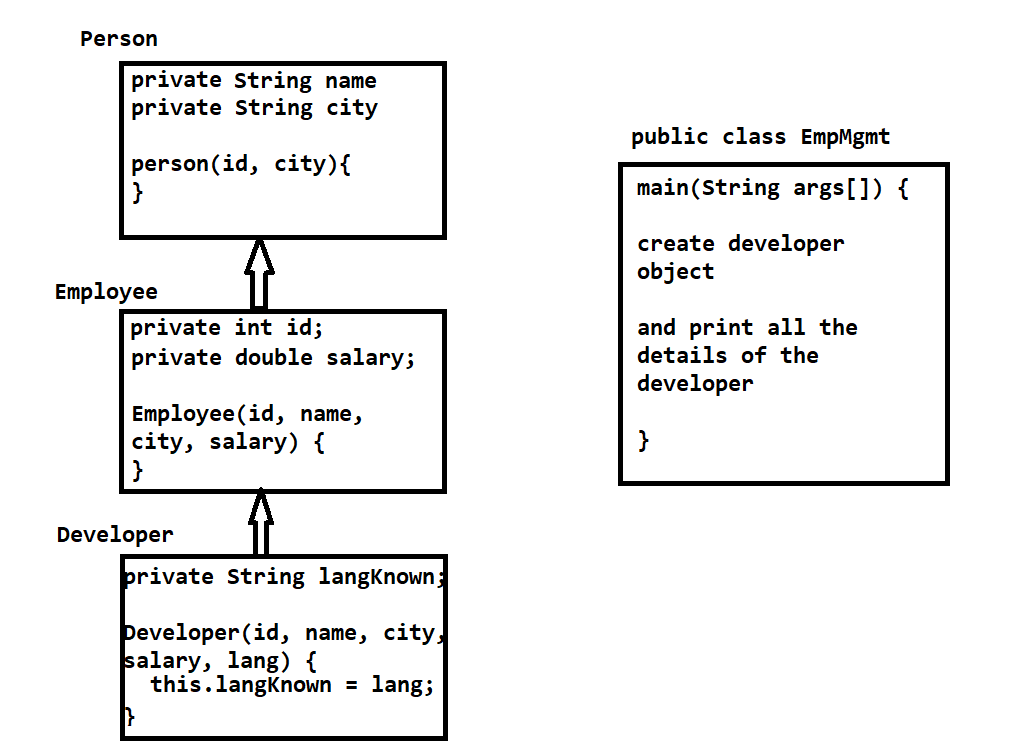 Person
private String name
private String city
person(id, city){
}
Employee
private int id;
private double salary;
Employee(id, name,
city, salary) {
}
Developer
private String langKnown;
Developer(id, name, city,
salary, lang) {
this.langKnown = lang;
}
public class EmpMgmt
main(String args[]) {
create developer
object
and print all the
details of the
developer
}